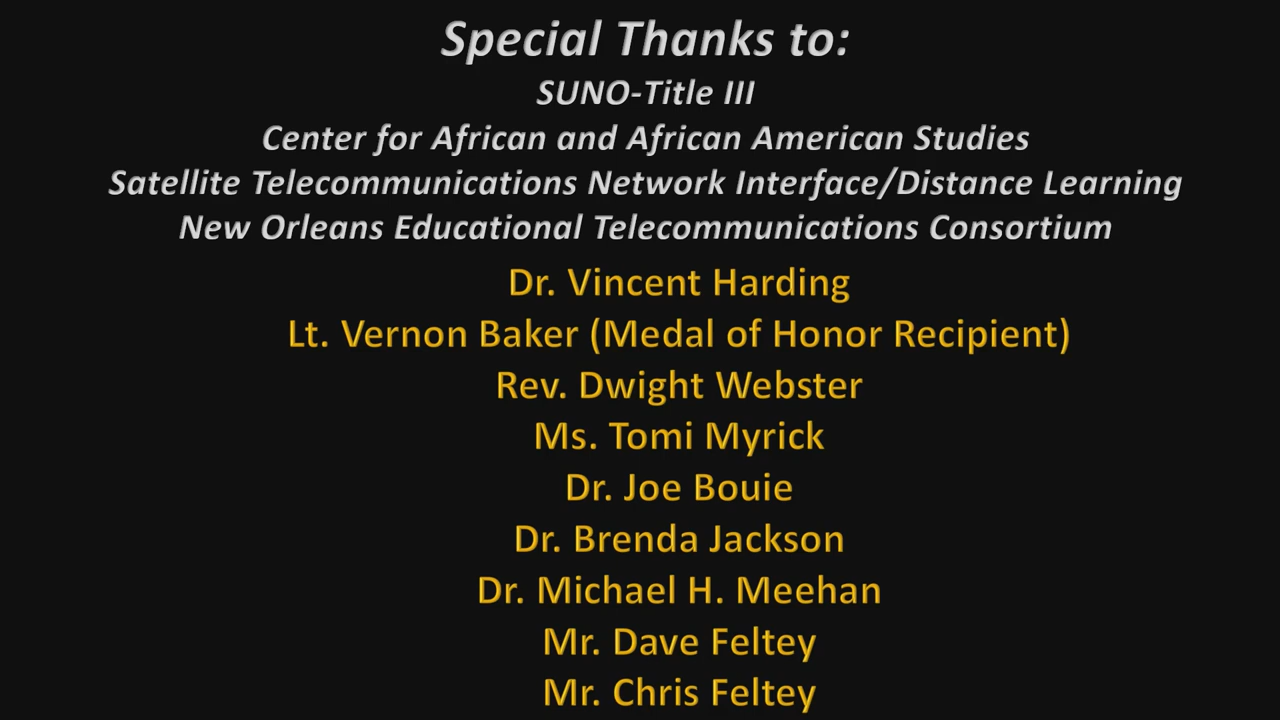 Special Thanks to:
SUNO-Title III
Center for African and African American Studies
Satellite Telecommunications Network Interface/Distance Learning
New Orleans Educational Telecommunications Consortium
Dr. Vincent Harding
Lt. Vernon Baker (Medal of Honor Recipient)
Rev. Dwight Webster
Ms. Tomi Myrick
Dr. Joe Bouie
Dr. Brenda Jackson
Dr. Michael H. Meehan
Mr. Dave Feltey
Mr. Chris Feltey